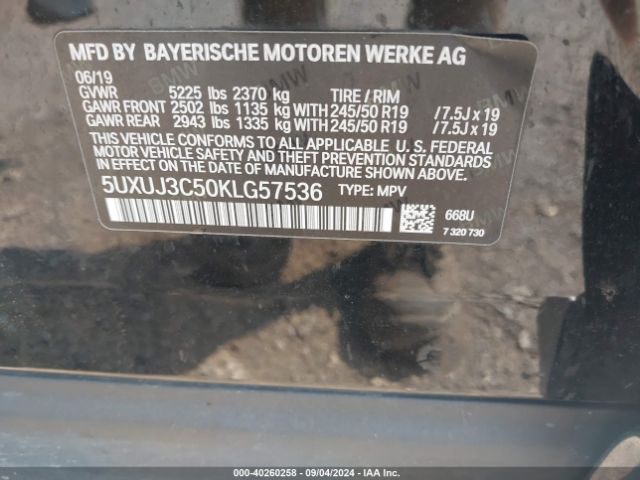 MFD BY BAYERISCHE MOTOREN WERKE AG
06/19
GVWR 5225 lbs 2370 kg TIRE / RIM
GAWR FRONT 2502 lbs 1135 kg WITH 245/50 R19 / 7.5J x 19
GAWR REAR 2943 lbs 1335 kg WITH 245/50 R19 / 7.5J x 19
THIS VEHICLE CONFORMS TO ALL APPLICABLE U. S. FEDERAL
MOTOR VEHICLE SAFETY AND THEFT PREVENTION STANDARDS
IN EFFECT ON THE DATE OF MANUFACTURE SHOWN ABOVE.
5UXUJ3C50KLG57536 TYPE: MPV
668U
7 320 730
000-40260258 - 09/04/2024 - IAA Inc.